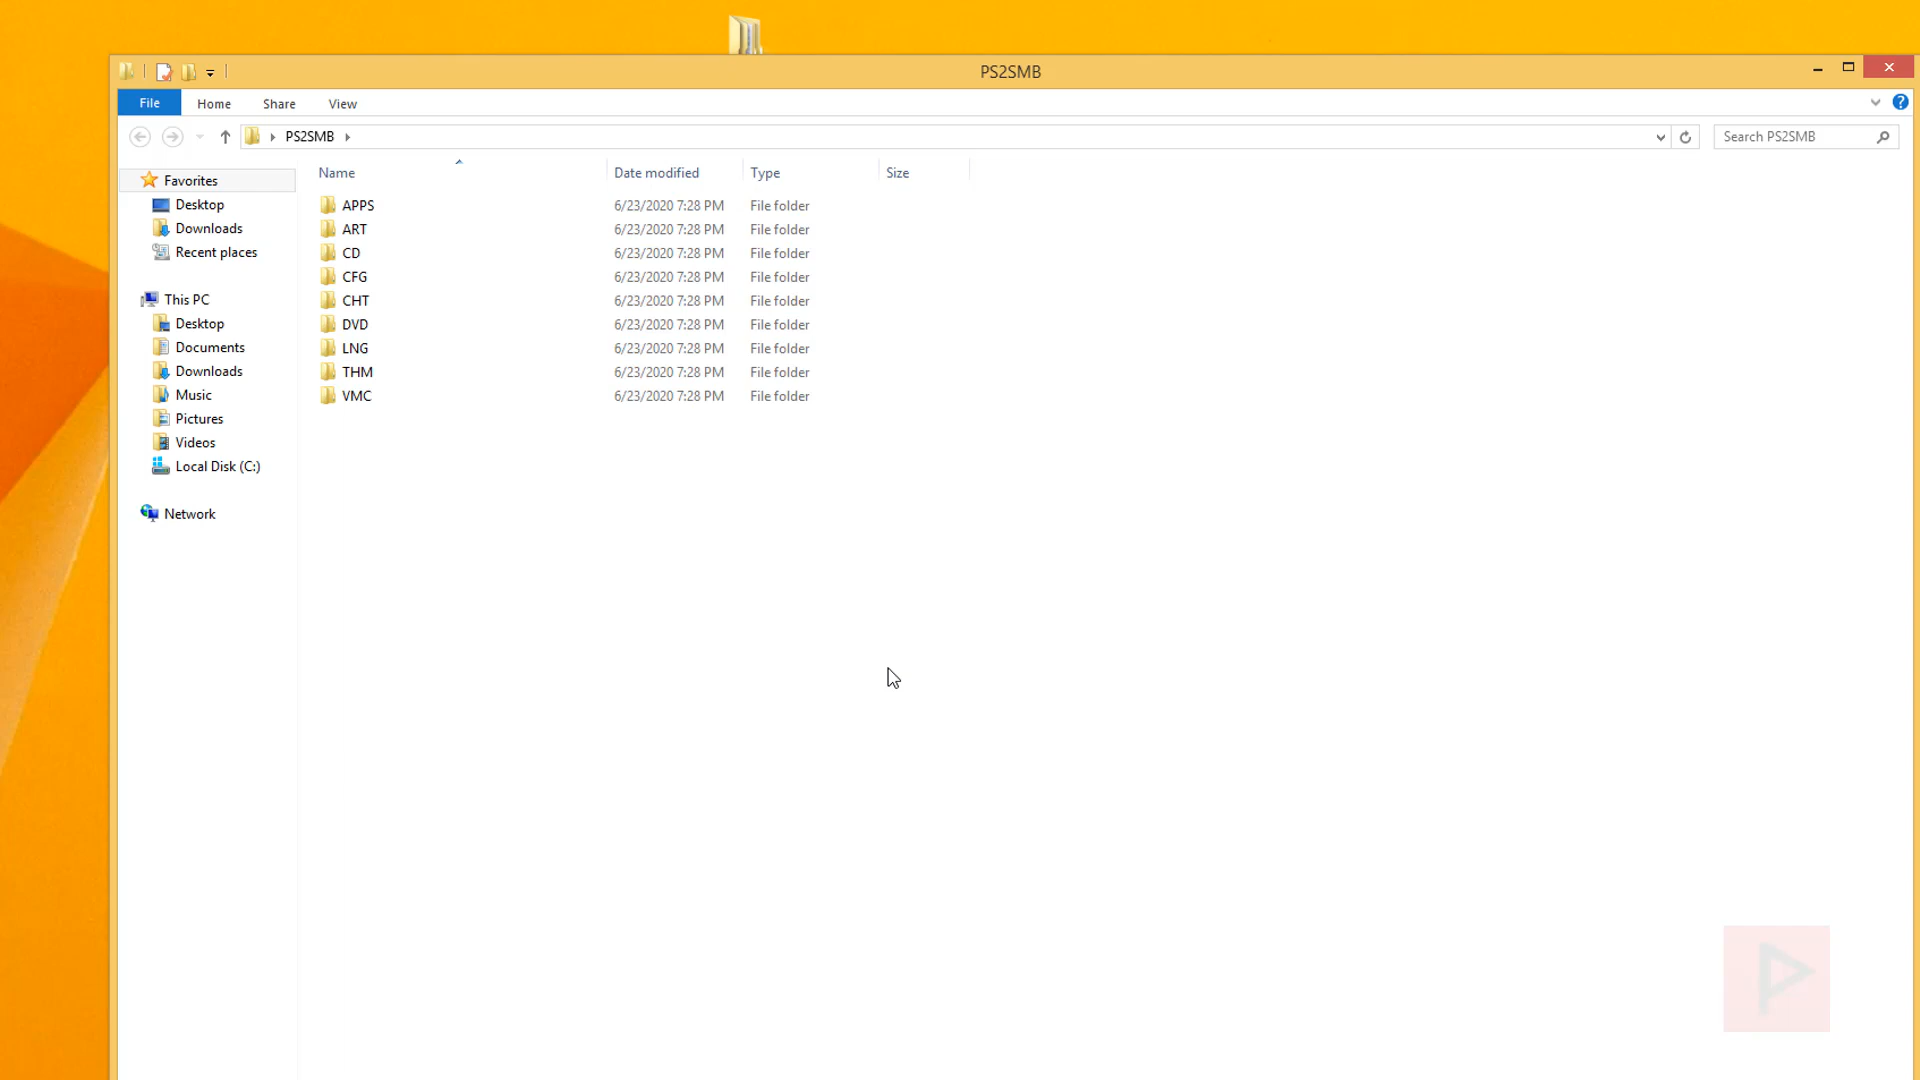 PS2SMB
File Home Share View
PS2SMB
Search PS2SMB
Name Date modified Type Size
Favorites
Desktop
Downloads
Recent places
This PC
Desktop
Documents
Downloads
Music
Pictures
Videos
Local Disk (C:)
Network
APPS 6/23/2020 7:28 PM File folder
ART 6/23/2020 7:28 PM File folder
CD 6/23/2020 7:28 PM File folder
CFG 6/23/2020 7:28 PM File folder
CHT 6/23/2020 7:28 PM File folder
DVD 6/23/2020 7:28 PM File folder
LNG 6/23/2020 7:28 PM File folder
THM 6/23/2020 7:28 PM File folder
VMC 6/23/2020 7:28 PM File folder